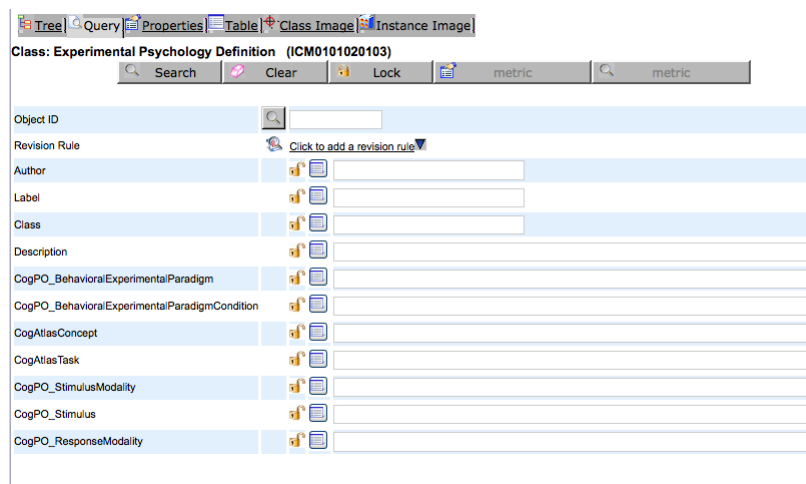 Tree Query Properties Table Class Image Instance Image
Class: Experimental Psychology Definition (ICM0101020103)
Search Clear Lock metric metric
Object ID
Revision Rule Click to add a revision rule
Author
Label
Class
Description
CogPO_BehavioralExperimentalParadigm
CogPO_BehavioralExperimentalParadigmCondition
CogAtlasConcept
CogAtlasTask
CogPO_StimulusModality
CogPO_Stimulus
CogPO_ResponseModality